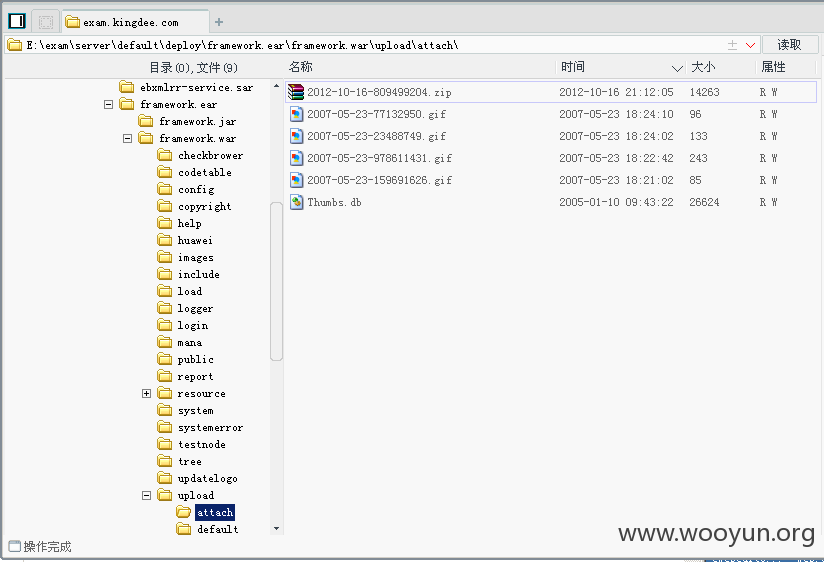 exam.kingdee.com
E:\exam\server\default\deploy\framework.ear\framework.war\upload\attach\ 读取
目录(0),文件(9) 名称 时间 大小 属性
ebxmlrr-service.sar
framework.ear
framework.jar
framework.war
checkbrower
codetable
config
copyright
help
huawei
images
include
load
logger
login
mana
public
report
resource
system
systemerror
testnode
tree
updatelogo
upload
attach
default
2012-10-16-809499204.zip 2012-10-16 21:12:05 14263 R W
2007-05-23-77132950.gif 2007-05-23 18:24:10 96 R W
2007-05-23-23488749.gif 2007-05-23 18:24:02 133 R W
2007-05-23-978611431.gif 2007-05-23 18:22:42 243 R W
2007-05-23-159691626.gif 2007-05-23 18:21:02 85 R W
Thumbs.db 2005-01-10 09:43:22 26624 R W
操作完成
www.wooyun.org